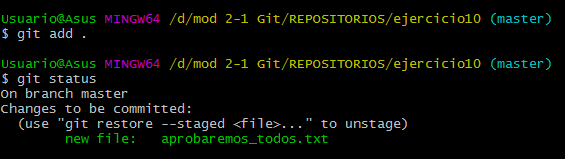 Usuario@Asus MINGW64 /d/mod 2-1 Git/REPOSITORIOS/ejercicio10 (master)
$ git add .
Usuario@Asus MINGW64 /d/mod 2-1 Git/REPOSITORIOS/ejercicio10 (master)
$ git status
On branch master
Changes to be committed:
  (use "git restore --staged <file>..." to unstage)
        new file:   aprobaremos_todos.txt